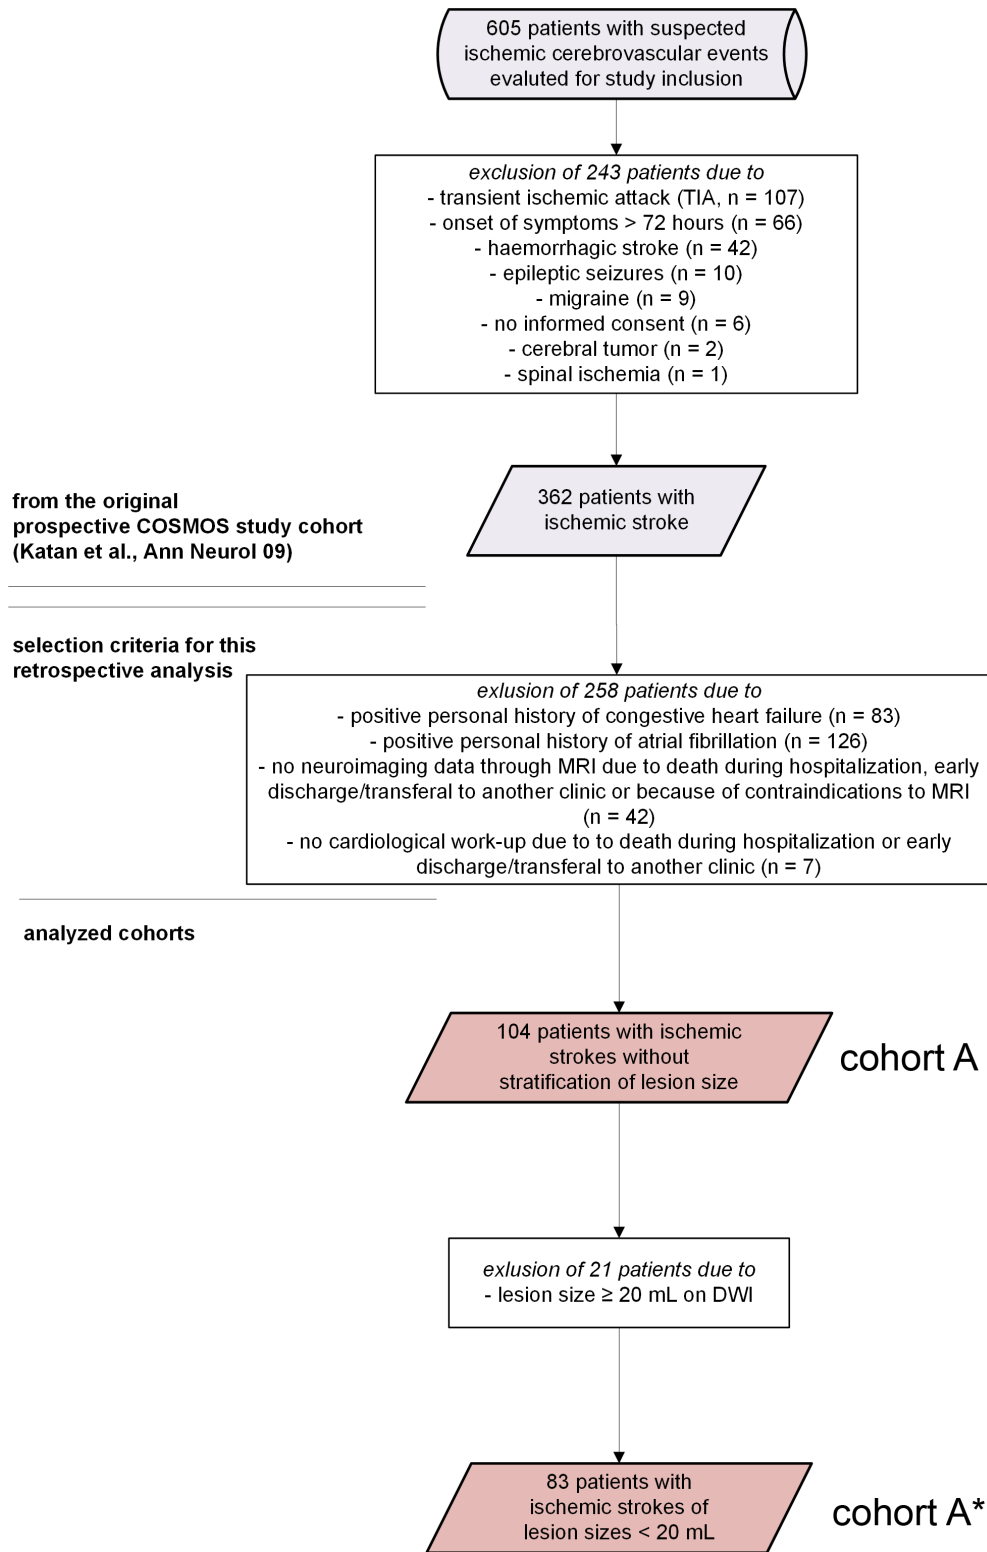 605 patients with suspected
ischemic cerebrovascular events
evaluted for study inclusion
exclusion of 243 patients due to
- transient ischemic attack (TIA, n = 107)
- onset of symptoms > 72 hours (n = 66)
- haemorrhagic stroke (n = 42)
- epileptic seizures (n = 10)
- migraine (n = 9)
- no informed consent (n = 6)
- cerebral tumor (n = 2)
- spinal ischemia (n = 1)
362 patients with
ischemic stroke
from the original
prospective COSMOS study cohort
(Katan et al., Ann Neurol 09)
selection criteria for this
retrospective analysis
exlusion of 258 patients due to
- positive personal history of congestive heart failure (n = 83)
- positive personal history of atrial fibrillation (n = 126)
- no neuroimaging data through MRI due to death during hospitalization, early
discharge/transferal to another clinic or because of contraindications to MRI
(n = 42)
- no cardiological work-up due to to death during hospitalization or early
discharge/transferal to another clinic (n = 7)
analyzed cohorts
104 patients with ischemic
strokes without
stratification of lesion size
cohort A
exlusion of 21 patients due to
- lesion size ≥ 20 mL on DWI
83 patients with
ischemic strokes of
lesion sizes < 20 mL
cohort A*